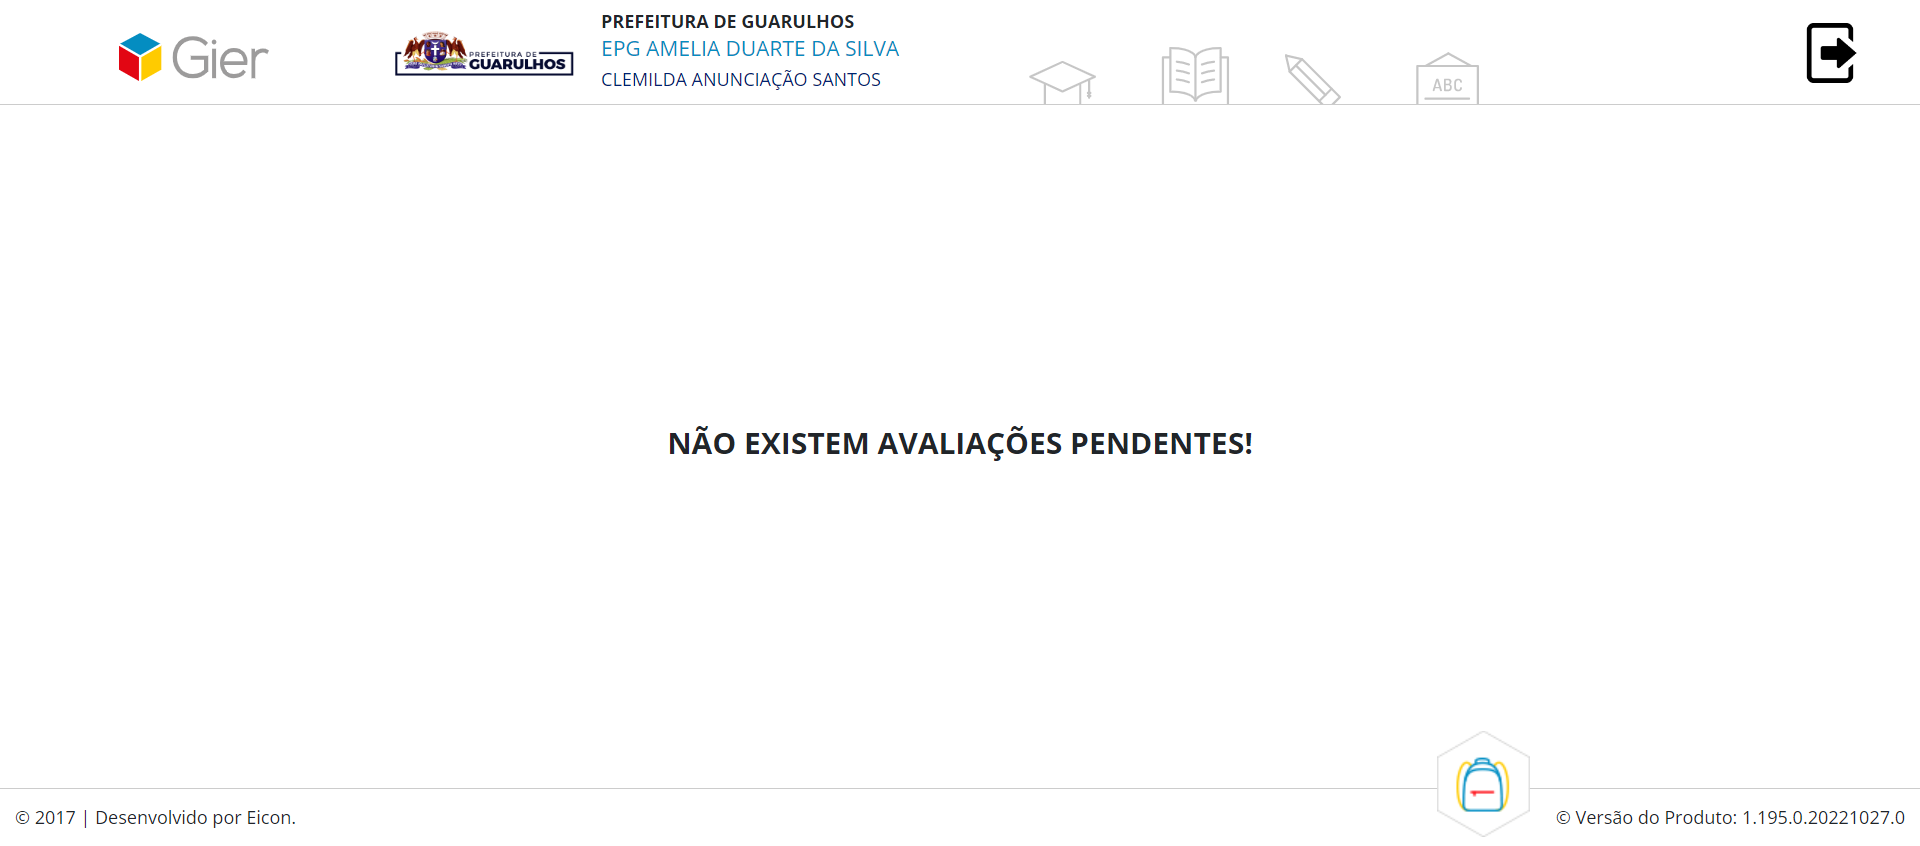 Gier
PREFEITURA DE
GUARULHOS
PREFEITURA DE GUARULHOS
EPG AMELIA DUARTE DA SILVA
CLEMILDA ANUNCIAÇÃO SANTOS
ABC
NÃO EXISTEM AVALIAÇÕES PENDENTES!
© 2017 | Desenvolvido por Eicon.
© Versão do Produto: 1.195.0.20221027.0